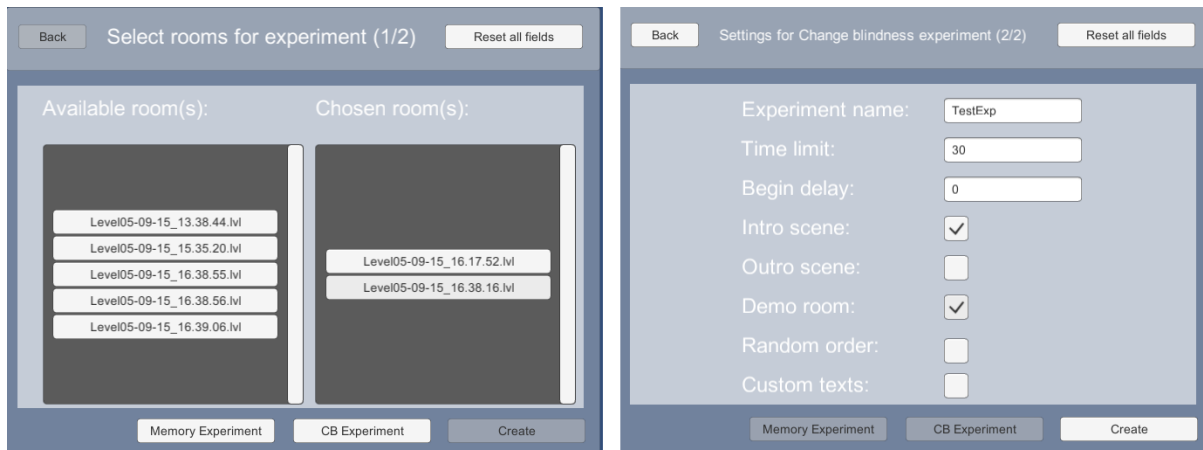 Back Select rooms for experiment (1/2) Reset all fields
Available room(s): Chosen room(s):
Level05-09-15_13.38.44.lvl
Level05-09-15_15.35.20.lvl
Level05-09-15_16.38.55.lvl
Level05-09-15_16.38.56.lvl
Level05-09-15_16.39.06.lvl
Level05-09-15_16.17.52.lvl
Level05-09-15_16.38.16.lvl
Memory Experiment CB Experiment Create
Back Settings for Change blindness experiment (2/2) Reset all fields
Experiment name: TestExp
Time limit: 30
Begin delay: 0
Intro scene:
Outro scene:
Demo room:
Random order:
Custom texts:
Memory Experiment CB Experiment Create